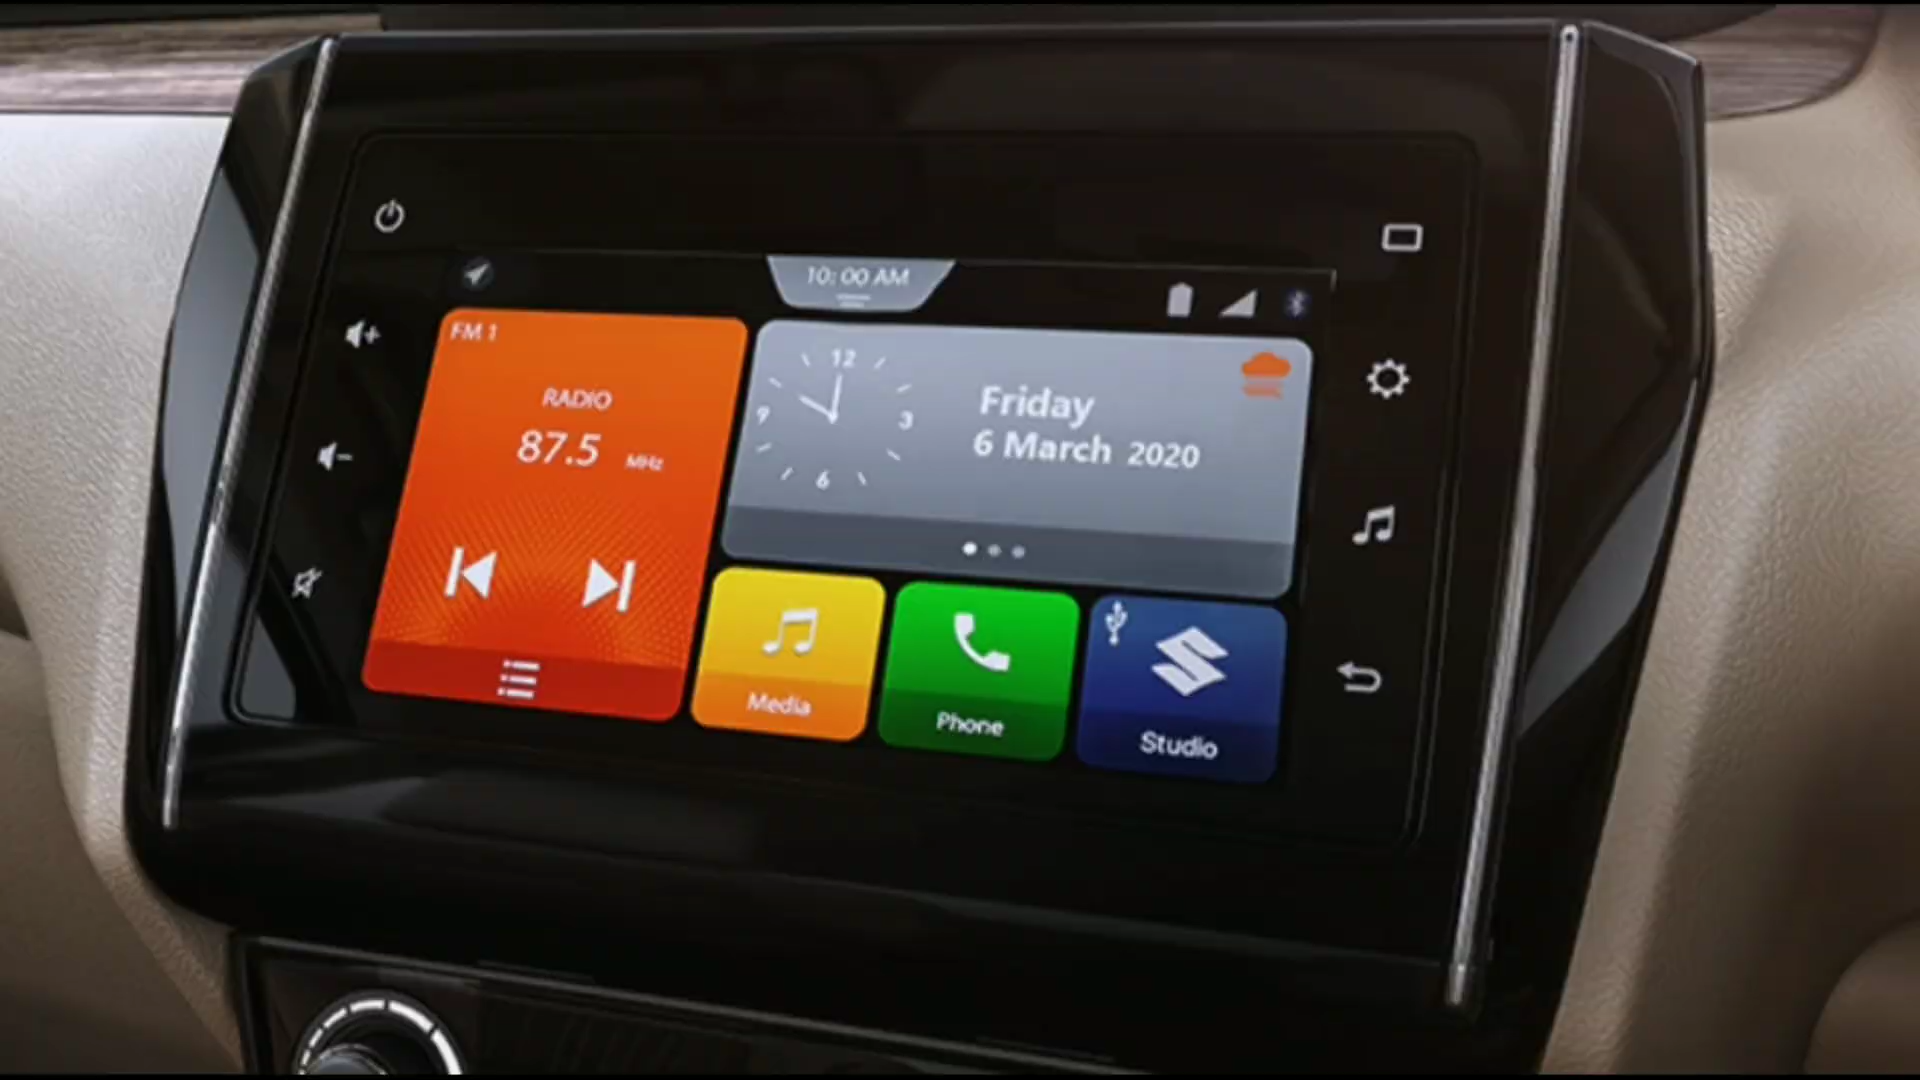 10:00 AM
FM 1
RADIO
87.5 MHz
12
9
3
6
Friday
6 March 2020
Media
Phone
Studio